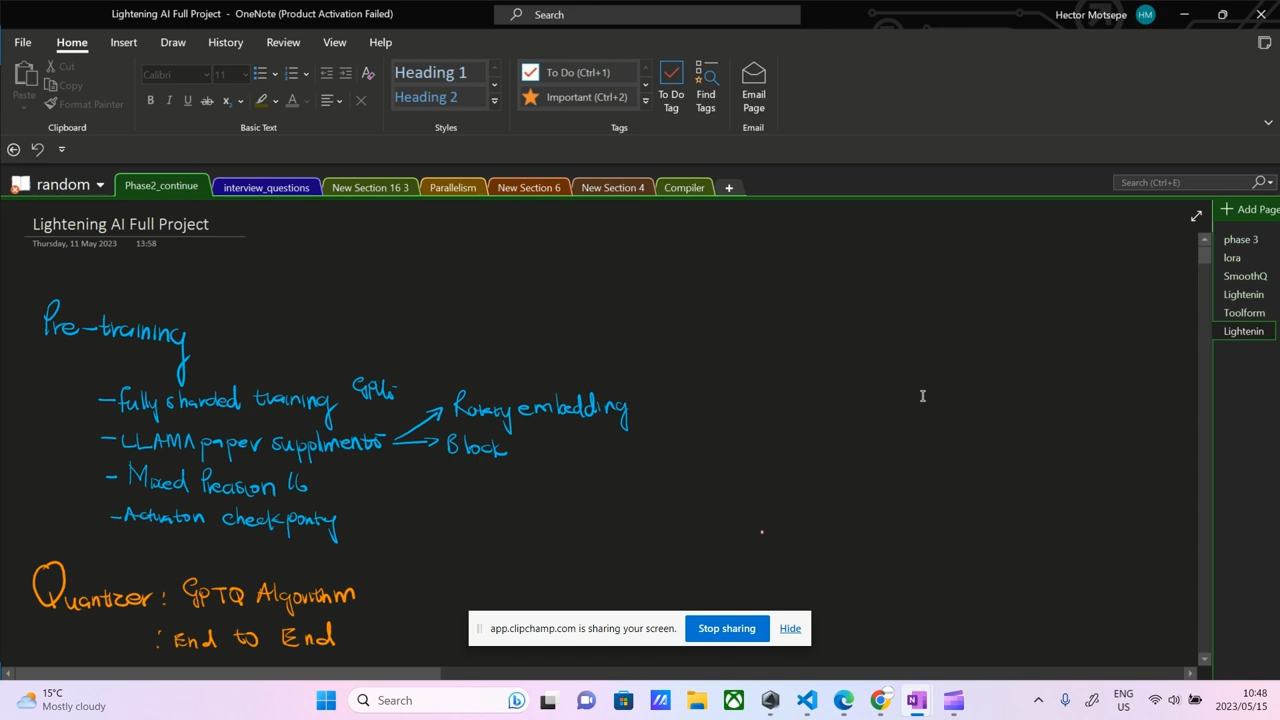 Lightening AI Full Project - OneNote (Product Activation Failed)
Search
Hector Motsepe
HM
File Home Insert Draw History Review View Help
Paste
Cut
Copy
Format Painter
Clipboard
Calibri 11
B I U ab x₂ A
Basic Text
Heading 1
Heading 2
Styles
To Do (Ctrl+1)
Important (Ctrl+2)
To Do Tag
Find Tags
Tags
Email Page
Email
random
Phase2_continue
interview_questions
New Section 16 3
Parallelism
New Section 6
New Section 4
Compiler
+
Search (Ctrl+E)
Lightening AI Full Project
Thursday, 11 May 2023 13:58
+ Add Page
phase 3
lora
SmoothQ
Lightenin
Toolform
Lightenin
Pre-training
-fully sharded training GPUs
- LLAMA paper supplments
Rotary embedding
Block
- Mixed Precision 16
Quantizer: GPTQ Algorithm
: End to End
app.clipchamp.com is sharing your screen.
Stop sharing
Hide
15°C
Mostly cloudy
Search
ENG
US
10:48
2023/05/15